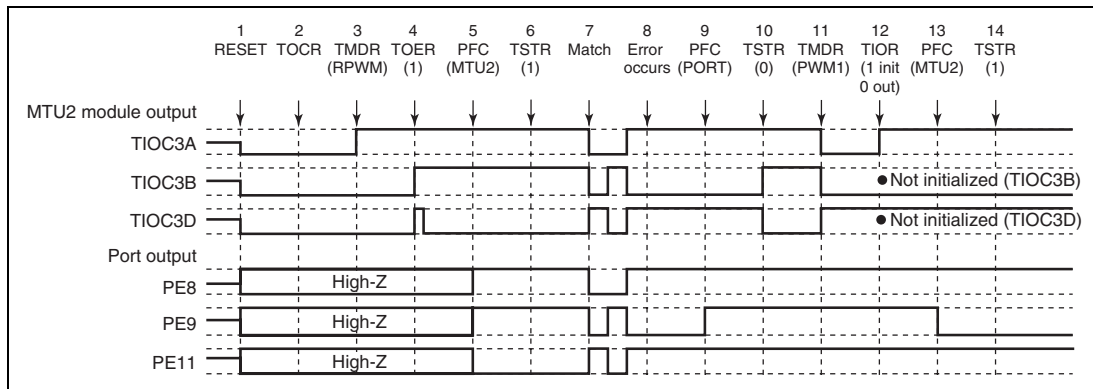 1 2 3 4 5 6 7 8 9 10 11 12 13 14
RESET TOCR TMDR TOER PFC TSTR Match Error PFC TSTR TMDR TIOR PFC TSTR
(RPWM) (1) (MTU2) (1) occurs (PORT) (0) (PWM1) (1 init (MTU2) (1)
0 out)
MTU2 module output
TIOC3A
TIOC3B
● Not initialized (TIOC3B)
TIOC3D
● Not initialized (TIOC3D)
Port output
PE8
High-Z
PE9
High-Z
PE11
High-Z